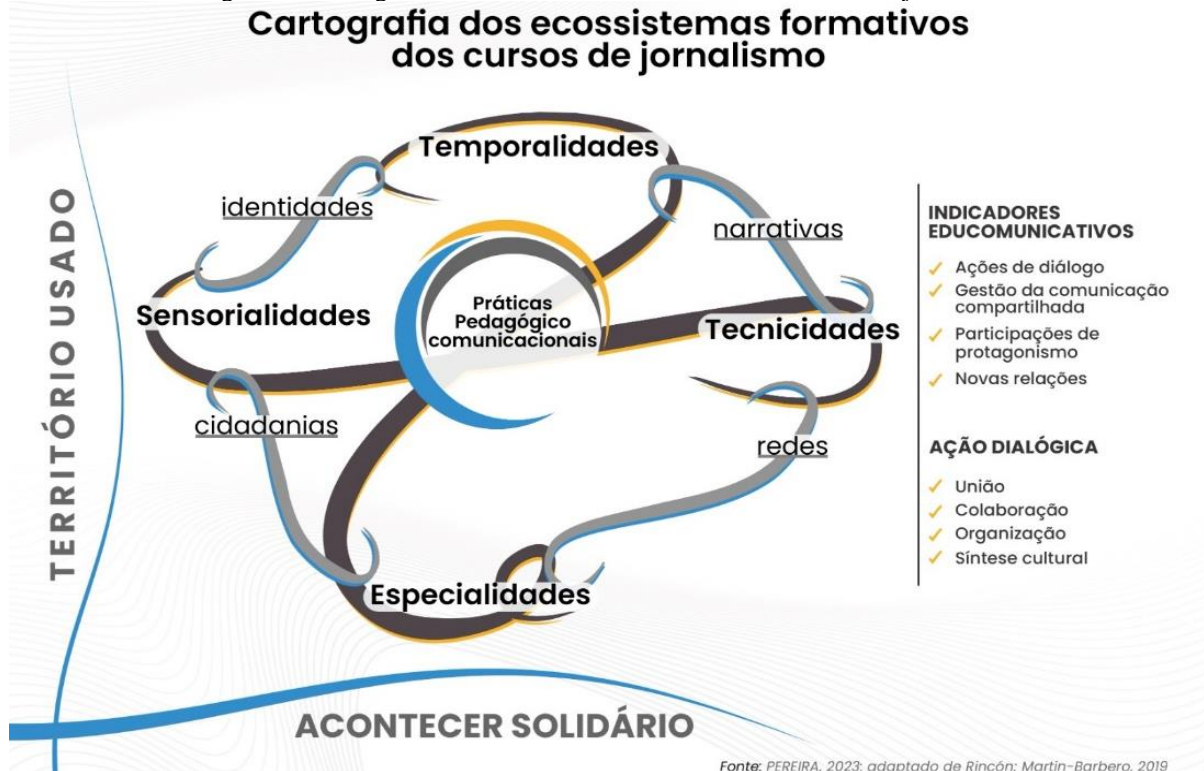 Cartografia dos ecossistemas formativos
dos cursos de jornalismo
TERRITÓRIO USADO
Temporalidades
identidades
narrativas
Sensorialidades
Práticas
Pedagógico
comunicacionais
Tecnicidades
cidadanias
redes
Especialidades
INDICADORES
EDUCOMUNICATIVOS
Ações de diálogo
Gestão da comunicação
compartilhada
Participações de
protagonismo
Novas relações
AÇÃO DIALÓGICA
União
Colaboração
Organização
Síntese cultural
ACONTECER SOLIDÁRIO
Fonte: PEREIRA, 2023; adaptado de Rincón; Martin-Barbero, 2019